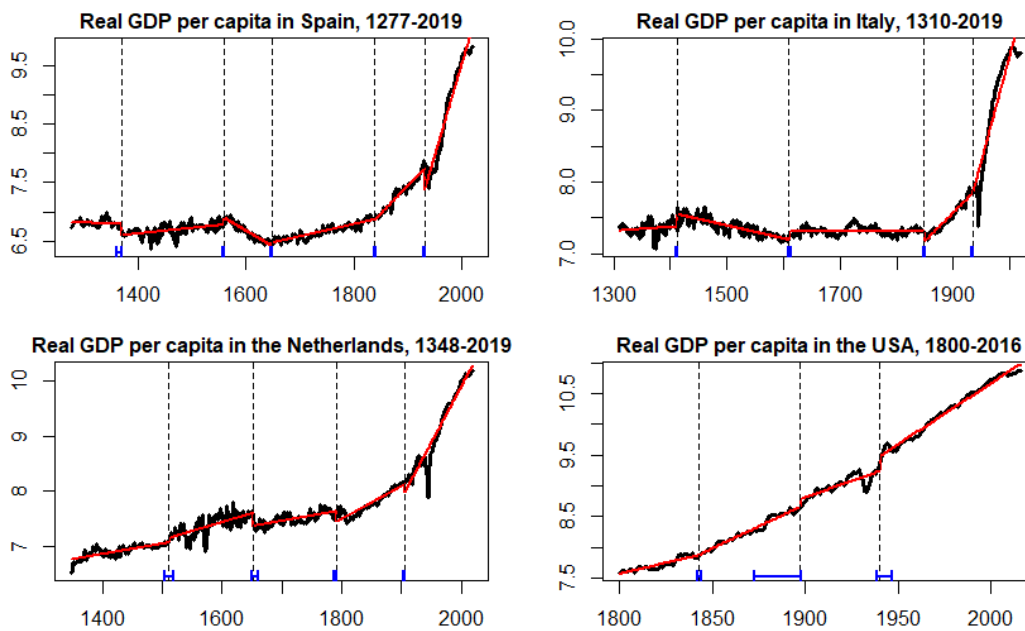 Real GDP per capita in Spain, 1277-2019
9.5
8.5
7.5
6.5
1400 1600 1800 2000
Real GDP per capita in Italy, 1310-2019
10.0
9.0
8.0
7.0
1300 1500 1700 1900
Real GDP per capita in the Netherlands, 1348-2019
10
9
8
7
1400 1600 1800 2000
Real GDP per capita in the USA, 1800-2016
10.5
9.5
8.5
7.5
1800 1850 1900 1950 2000